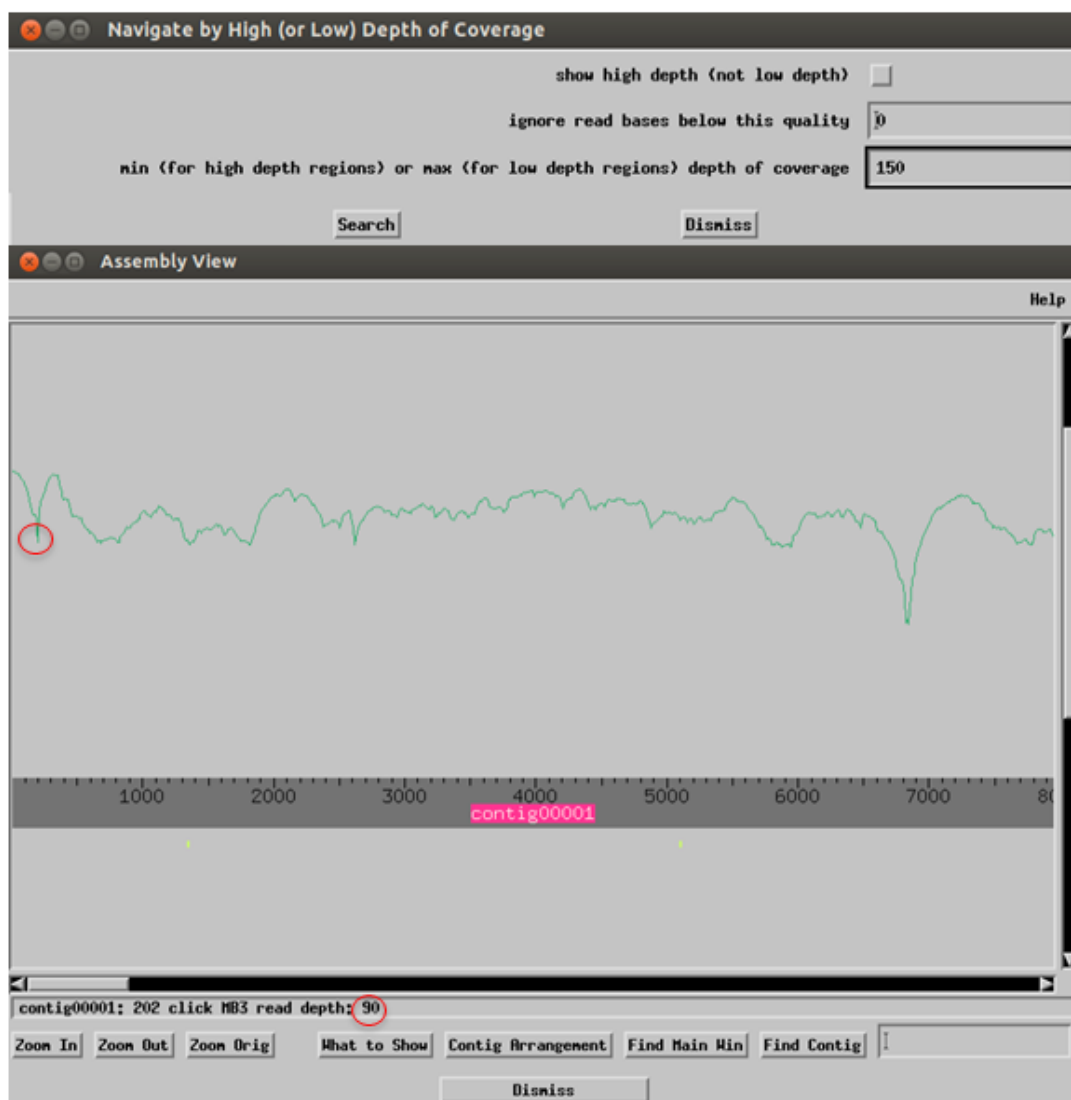 Navigate by High (or Low) Depth of Coverage
show high depth (not low depth)
ignore read bases below this quality 0
min (for high depth regions) or max (for low depth regions) depth of coverage 150
Search Dismiss
Assembly View
Help
1000 2000 3000 4000 5000 6000 7000 80
contig00001
contig00001: 202 click MB3 read depth: 90
Zoom In Zoom Out Zoom Orig What to Show Contig Arrangement Find Main Win Find Contig
Dismiss